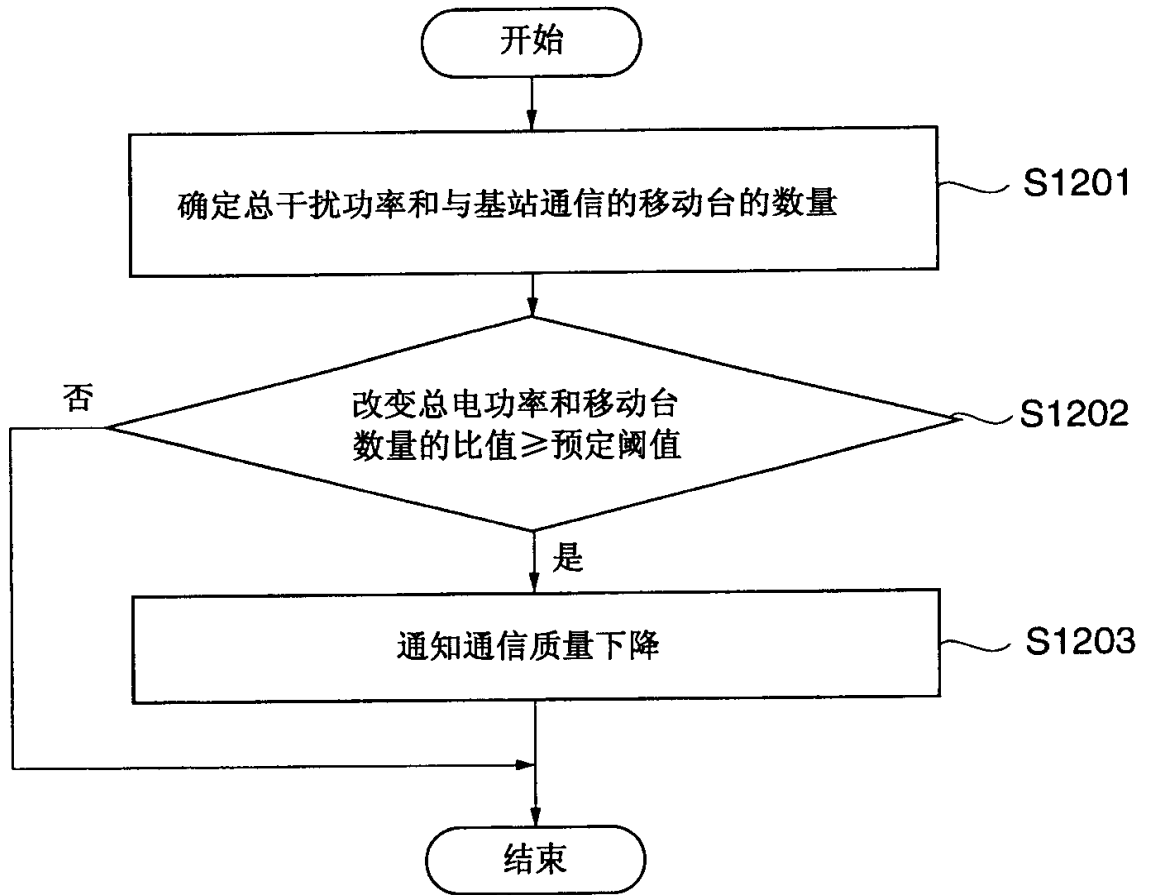 开始
确定总干扰功率和与基站通信的移动台的数量
S1201
否
改变总电功率和移动台
数量的比值≥预定阈值
S1202
是
通知通信质量下降
S1203
结束